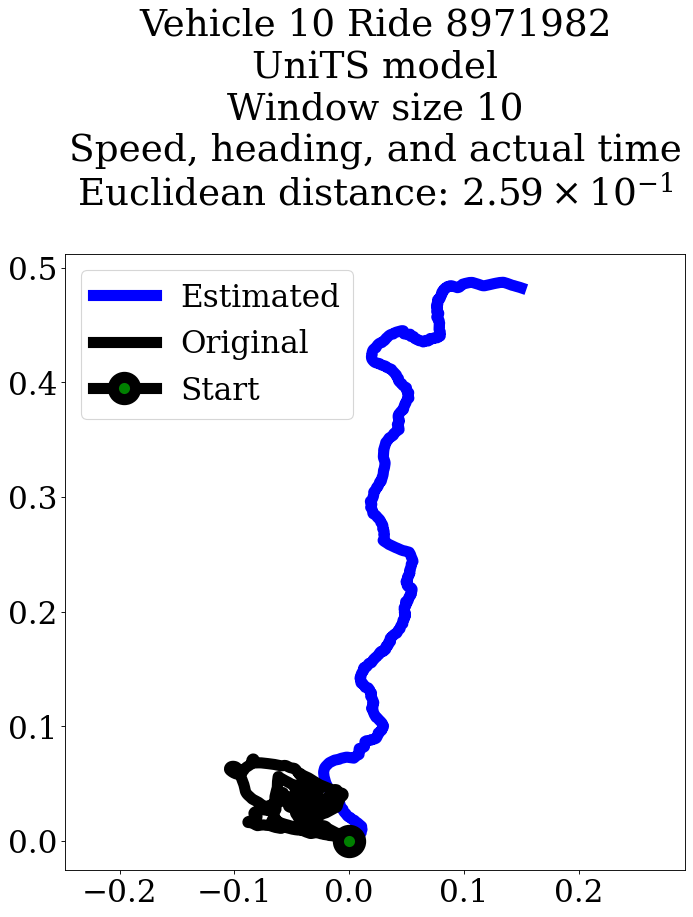 Vehicle 10 Ride 8971982
UniTS model
Window size 10
Speed, heading, and actual time
Euclidean distance: 2.59 × 10⁻¹
Estimated
Original
Start
0.5
0.4
0.3
0.2
0.1
0.0
−0.2 −0.1 0.0 0.1 0.2